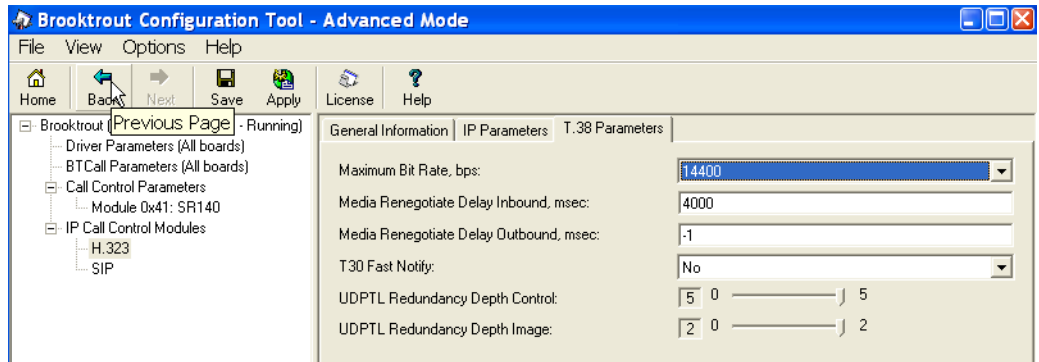 Brooktrout Configuration Tool - Advanced Mode
File View Options Help
Home Back Next Save Apply License Help
Previous Page
Brooktrout ( - Running)
Driver Parameters (All boards)
BTCall Parameters (All boards)
Call Control Parameters
Module 0x41: SR140
IP Call Control Modules
H.323
SIP
General Information IP Parameters T.38 Parameters
Maximum Bit Rate, bps: 14400
Media Renegotiate Delay Inbound, msec: 4000
Media Renegotiate Delay Outbound, msec: -1
T30 Fast Notify: No
UDPTL Redundancy Depth Control: 5 0 5
UDPTL Redundancy Depth Image: 2 0 2